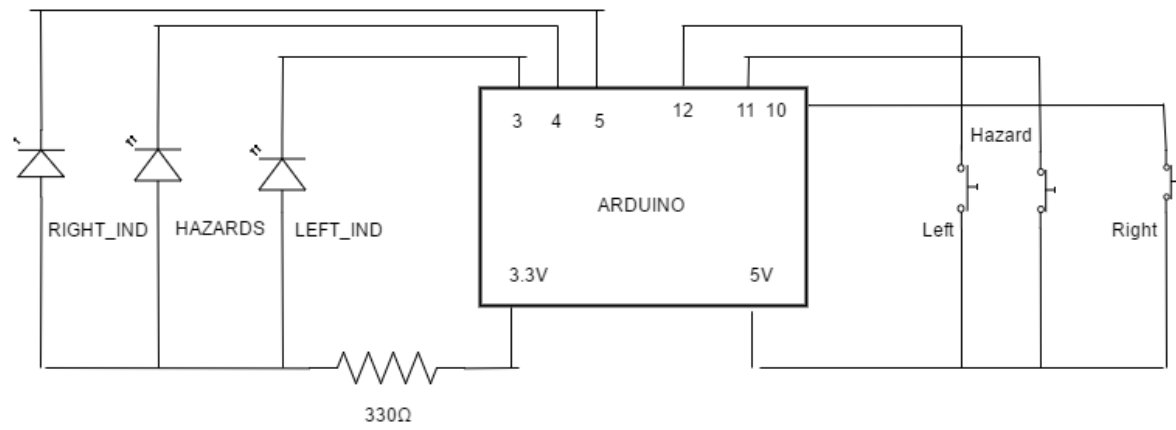 3 4 5 12 11 10
Hazard
ARDUINO
RIGHT_IND HAZARDS LEFT_IND Left Right
3.3V 5V
330Ω